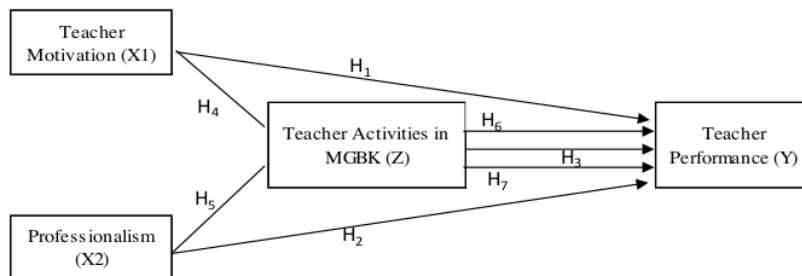 Teacher
Motivation (X1)
H1
H4
Teacher Activities in
MGBK (Z)
H6
H3
H7
Teacher
Performance (Y)
H5
Professionalism
(X2)
H2